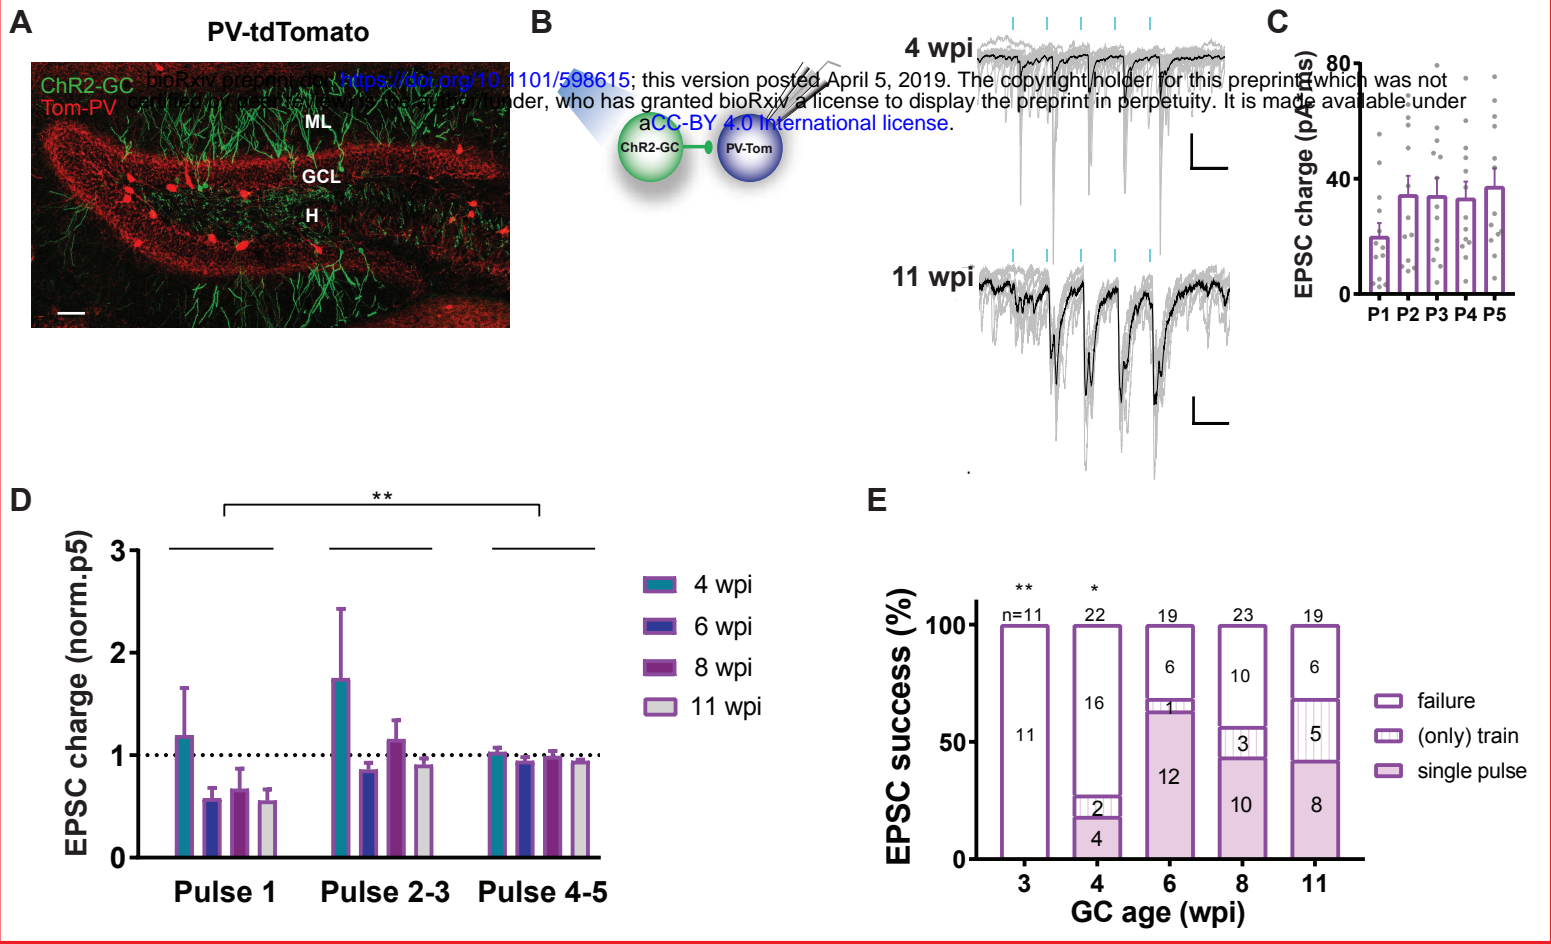 A
PV-tdTomato
B
C
ChR2-GC
Tom-PV
ML
GCL
H
bioRxiv preprint doi: https://doi.org/10.1101/598615; this version posted April 5, 2019. The copyright holder for this preprint (which was not
certified by peer review) is the author/funder, who has granted bioRxiv a license to display the preprint in perpetuity. It is made available under
aCC-BY 4.0 International license.
ChR2-GC
PV-Tom
4 wpi
11 wpi
EPSC charge (pA.ms)
80
40
0
P1 P2 P3 P4 P5
D
**
EPSC charge (norm.p5)
3
2
1
0
Pulse 1
Pulse 2-3
Pulse 4-5
4 wpi
6 wpi
8 wpi
11 wpi
E
** *
n=11 22 19 23 19
EPSC success (%)
100
50
0
11
16
2
4
6
1
12
10
3
10
6
5
8
3 4 6 8 11
GC age (wpi)
failure
(only) train
single pulse